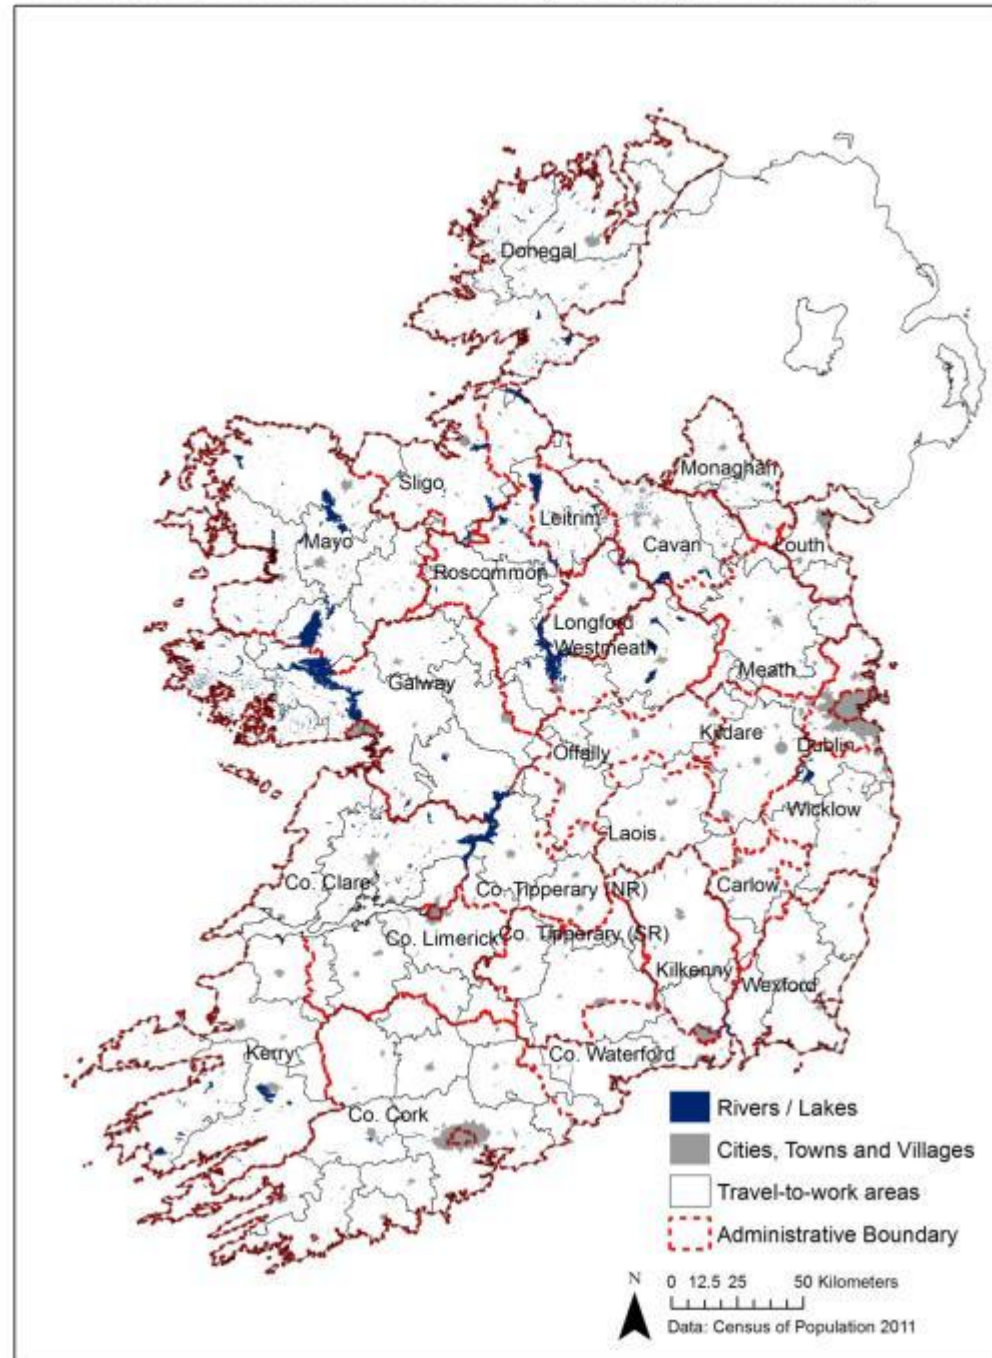 Donegal
Monaghan
Sligo
Leitrim
Cavan
Louth
Mayo
Roscommon
Longford
Westmeath
Meath
Galway
Kildare
Offally
Dublin
Wicklow
Laois
Co. Clare
Co. Tipperary (NR)
Carlow
Co. Limerick
Co. Tipperary (SR)
Kilkenny
Wexford
Kerry
Co. Waterford
Co. Cork
Rivers / Lakes
Cities, Towns and Villages
Travel-to-work areas
Administrative Boundary
N
0 12.5 25 50 Kilometers
Data: Census of Population 2011